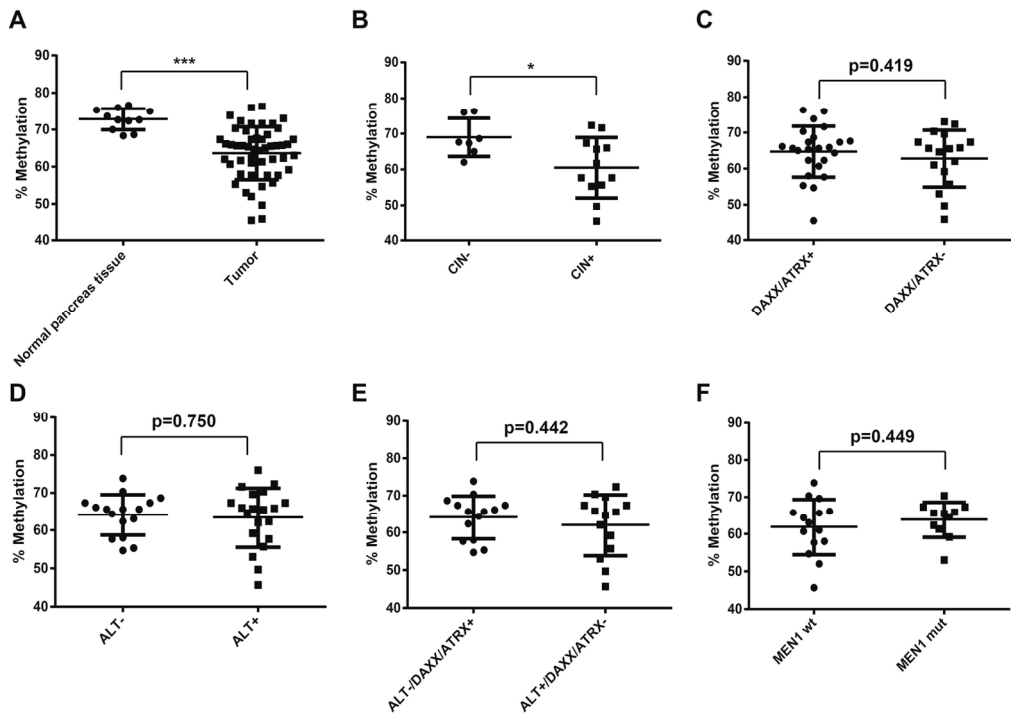 A
90
80
70
60
50
40
% Methylation
***
Normal pancreas tissue
Tumor
B
90
80
70
60
50
40
% Methylation
*
CIN-
CIN+
C
90
80
70
60
50
40
% Methylation
p=0.419
DAXX/ATRX+
DAXX/ATRX-
D
90
80
70
60
50
40
% Methylation
p=0.750
ALT-
ALT+
E
90
80
70
60
50
40
% Methylation
p=0.442
ALT-/DAXX/ATRX+
ALT+/DAXX/ATRX-
F
90
80
70
60
50
40
% Methylation
p=0.449
MEN1 wt
MEN1 mut